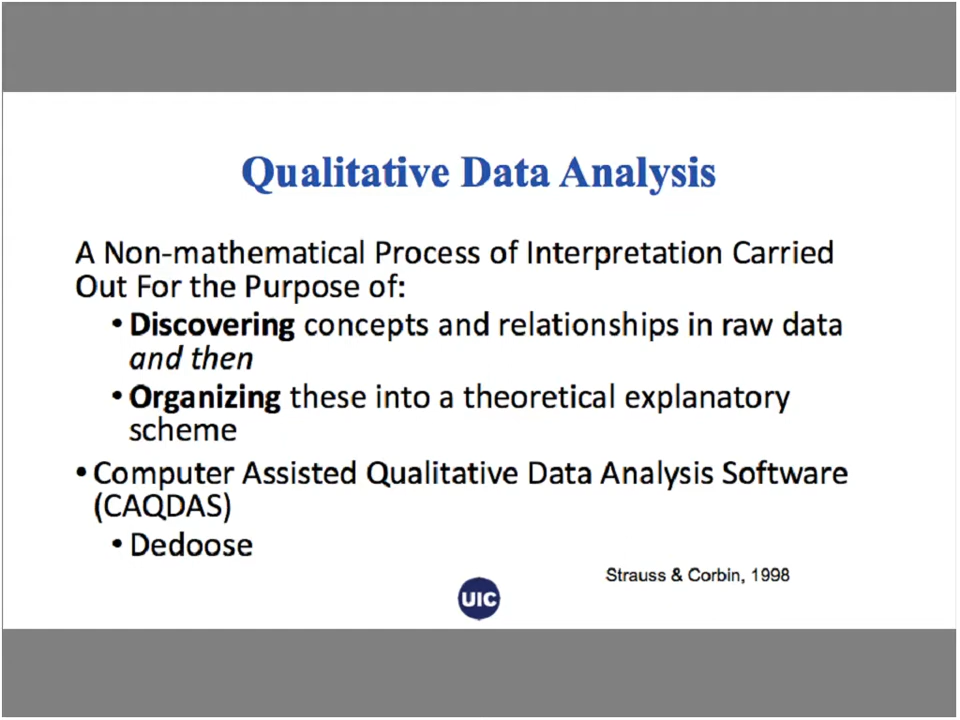 Qualitative Data Analysis
A Non-mathematical Process of Interpretation Carried
Out For the Purpose of:
• Discovering concepts and relationships in raw data
and then
• Organizing these into a theoretical explanatory
scheme
• Computer Assisted Qualitative Data Analysis Software
(CAQDAS)
• Dedoose
Strauss & Corbin, 1998
UIC